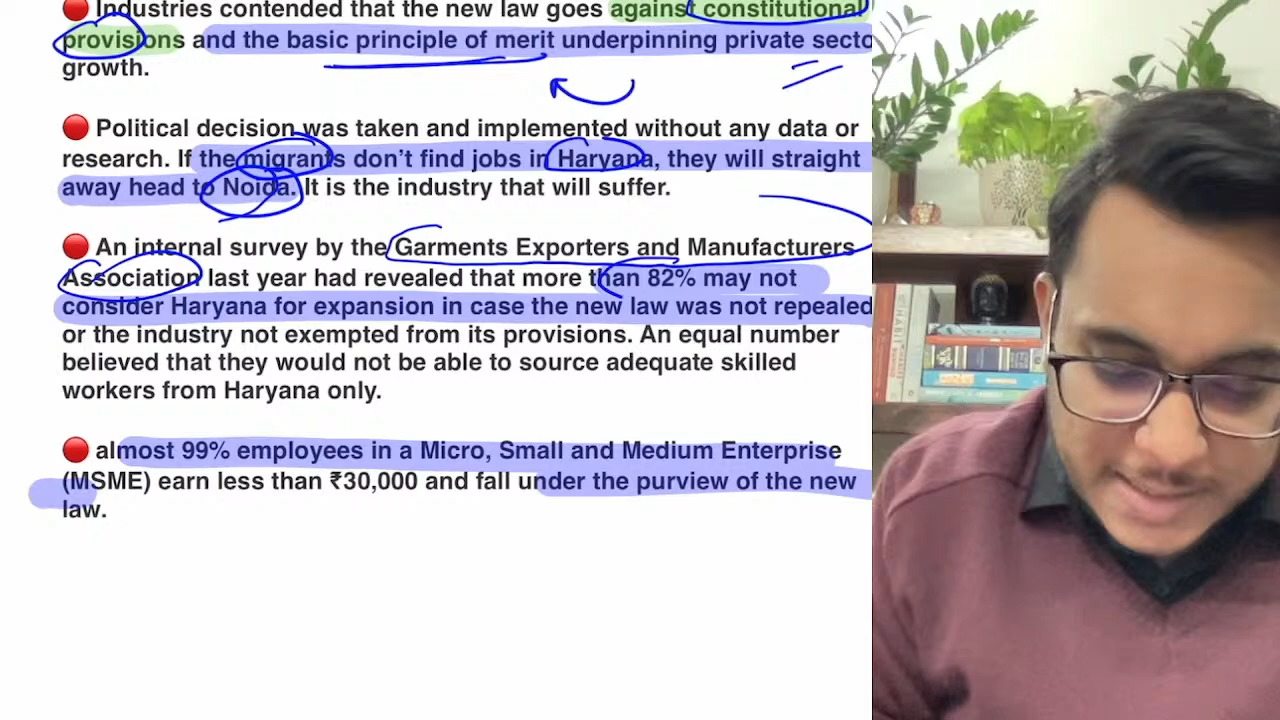 Industries contended that the new law goes against constitutional
provisions and the basic principle of merit underpinning private secto
growth.
Political decision was taken and implemented without any data or
research. If the migrants don't find jobs in Haryana, they will straight
away head to Noida. It is the industry that will suffer.
An internal survey by the Garments Exporters and Manufacturers
Association last year had revealed that more than 82% may not
consider Haryana for expansion in case the new law was not repealed
or the industry not exempted from its provisions. An equal number
believed that they would not be able to source adequate skilled
workers from Haryana only.
almost 99% employees in a Micro, Small and Medium Enterprise
(MSME) earn less than ₹30,000 and fall under the purview of the new
law.